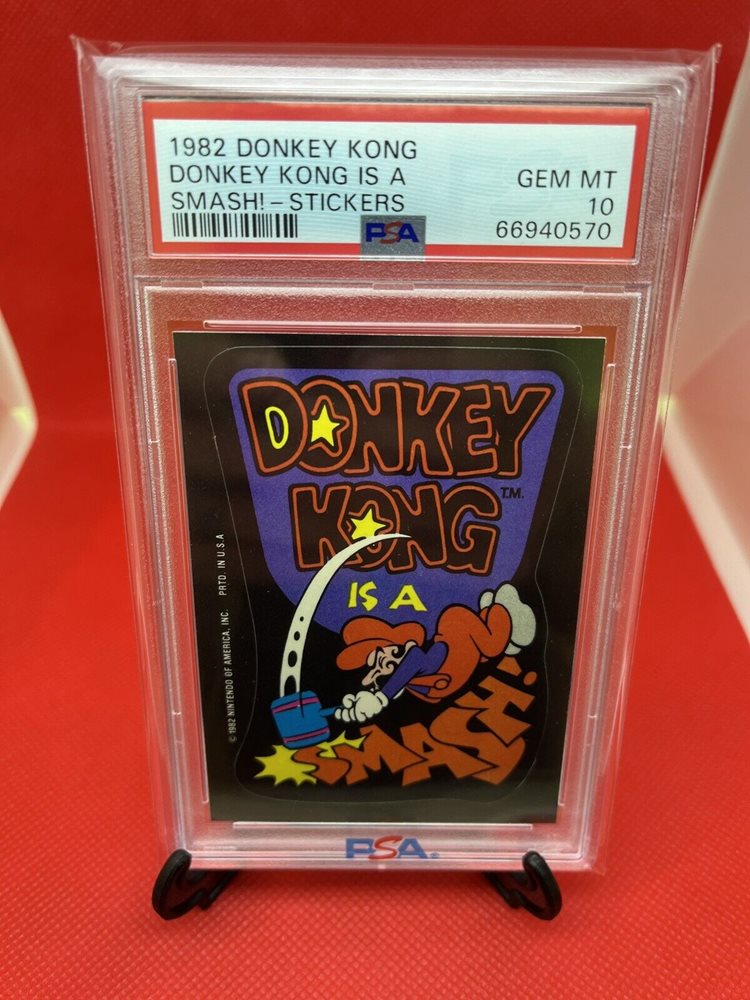 1982 DONKEY KONG
DONKEY KONG IS A
SMASH!-STICKERS
GEM MT
10
66940570
PSA
DONKEY
KONG
T.M.
IS A
SMASH!
© 1982 NINTENDO OF AMERICA, INC. PRTD. IN U.S.A
PSA®